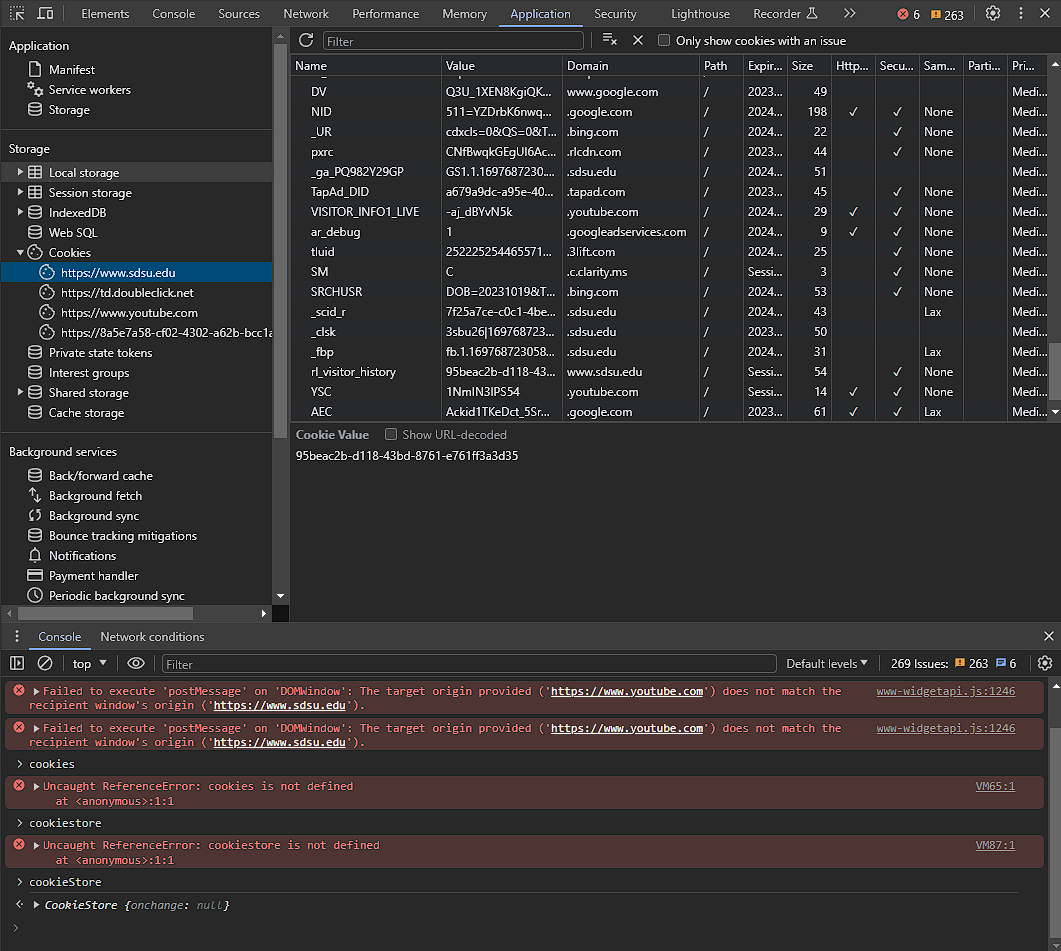 Elements Console Sources Network Performance Memory Application Security Lighthouse Recorder 6 263
Application
Manifest
Service workers
Storage
Storage
Local storage
Session storage
IndexedDB
Web SQL
Cookies
https://www.sdsu.edu
https://td.doubleclick.net
https://www.youtube.com
https://8a5e7a58-cf02-4302-a62b-bcc1a
Private state tokens
Interest groups
Shared storage
Cache storage
Background services
Back/forward cache
Background fetch
Background sync
Bounce tracking mitigations
Notifications
Payment handler
Periodic background sync
Filter Only show cookies with an issue
Name Value Domain Path Expir... Size Http... Secu... Sam... Parti... Pri...
DV Q3U_1XEN8KgiQK... www.google.com / 2023... 49 Medi...
NID 511=YZDrbK6nwq... .google.com / 2024... 198 ✓ ✓ None Medi...
_UR cdxcls=0&QS=0&T... .bing.com / 2024... 22 ✓ None Medi...
pxrc CNfBwqkGEgUI6Ac... .rlcdn.com / 2023... 44 ✓ None Medi...
_ga_PQ982Y29GP GS1.1.1697687230.... .sdsu.edu / 2024... 51 Medi...
TapAd_DID a679a9dc-a95e-40... .tapad.com / 2023... 45 ✓ None Medi...
VISITOR_INFO1_LIVE -aj_dBYvN5k .youtube.com / 2024... 29 ✓ ✓ None Medi...
ar_debug 1 .googleadservices.com / 2024... 9 ✓ ✓ None Medi...
tluid 252225254465571... .3lift.com / 2024... 25 ✓ None Medi...
SM C .c.clarity.ms / Sessi... 3 ✓ None Medi...
SRCHUSR DOB=20231019&T... .bing.com / 2024... 53 ✓ None Medi...
_scid_r 7f25a7ce-c0c1-4be... .sdsu.edu / 2024... 43 Lax Medi...
_clsk 3sbu26|169768723... .sdsu.edu / 2023... 50 Medi...
_fbp fb.1.169768723058... .sdsu.edu / 2024... 31 Lax Medi...
rl_visitor_history 95beac2b-d118-43... www.sdsu.edu / Sessi... 54 ✓ None Medi...
YSC 1NmIN3IPS54 .youtube.com / Sessi... 14 ✓ ✓ None Medi...
AEC Ackid1TKeDct_5Sr... .google.com / 2023... 61 ✓ ✓ Lax Medi...
Cookie Value Show URL-decoded
95beac2b-d118-43bd-8761-e761ff3a3d35
Console Network conditions
top Filter Default levels 269 Issues: 263 6
Failed to execute 'postMessage' on 'DOMWindow': The target origin provided ('https://www.youtube.com') does not match the www-widgetapi.js:1246
recipient window's origin ('https://www.sdsu.edu').
Failed to execute 'postMessage' on 'DOMWindow': The target origin provided ('https://www.youtube.com') does not match the www-widgetapi.js:1246
recipient window's origin ('https://www.sdsu.edu').
> cookies
Uncaught ReferenceError: cookies is not defined VM65:1
at <anonymous>:1:1
> cookiestore
Uncaught ReferenceError: cookiestore is not defined VM87:1
at <anonymous>:1:1
> cookieStore
CookieStore {onchange: null}